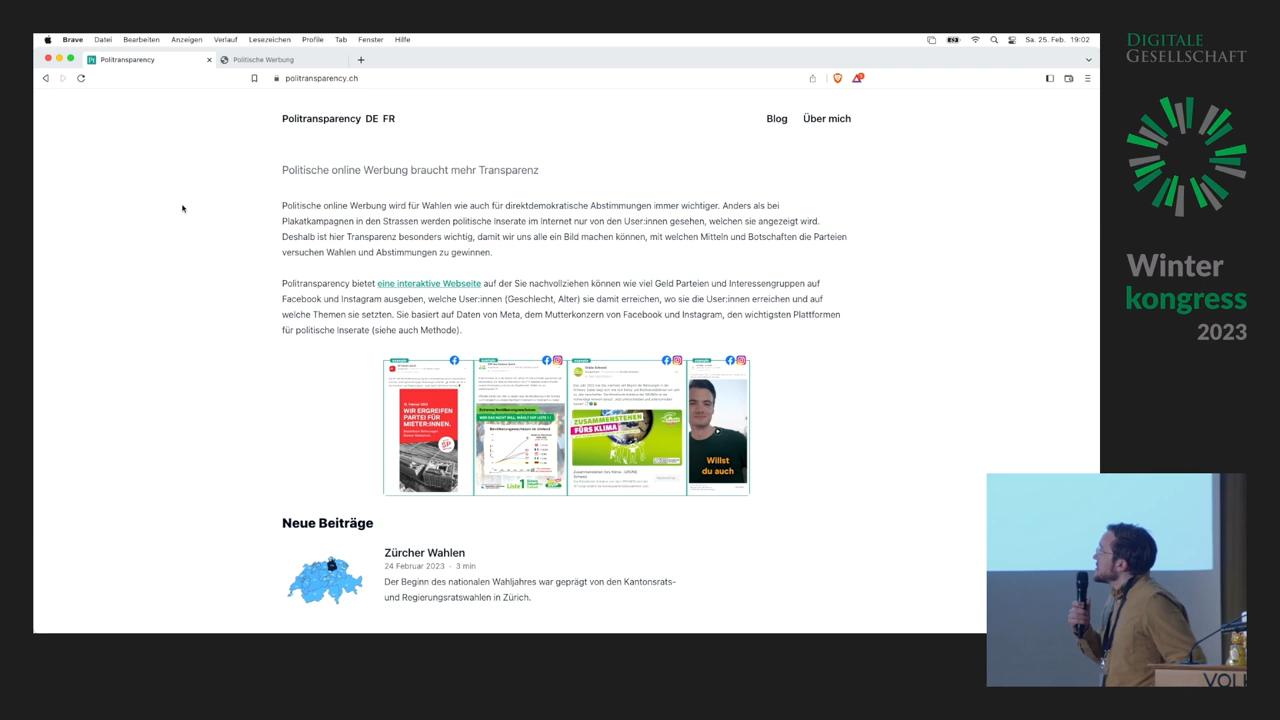 Brave Datei Bearbeiten Anzeigen Verlauf Lesezeichen Profile Tab Fenster Hilfe
Sa. 25. Feb. 19:02
Politransparency
Politische Werbung
politransparency.ch
Politransparency DE FR
Blog Über mich
Politische online Werbung braucht mehr Transparenz
Politische online Werbung wird für Wahlen wie auch für direktdemokratische Abstimmungen immer wichtiger. Anders als bei
Plakatkampagnen in den Strassen werden politische Inserate im Internet nur von den User:innen gesehen, welchen sie angezeigt wird.
Deshalb ist hier Transparenz besonders wichtig, damit wir uns alle ein Bild machen können, mit welchen Mitteln und Botschaften die Parteien
versuchen Wahlen und Abstimmungen zu gewinnen.
Politransparency bietet eine interaktive Webseite auf der Sie nachvollziehen können wie viel Geld Parteien und Interessengruppen auf
Facebook und Instagram ausgeben, welche User:innen (Geschlecht, Alter) sie damit erreichen, wo sie die User:innen erreichen und auf
welche Themen sie setzten. Sie basiert auf Daten von Meta, dem Mutterkonzern von Facebook und Instagram, den wichtigsten Plattformen
für politische Inserate (siehe auch Methode).
WIR ERGREIFEN
PARTEI FÜR
MIETER:INNEN.
SP
Liste 1
ZUSAMMENSTEHEN
FÜRS KLIMA
Willst
du auch
Neue Beiträge
Zürcher Wahlen
24 Februar 2023 · 3 min
Der Beginn des nationalen Wahljahres war geprägt von den Kantonsrats-
und Regierungsratswahlen in Zürich.
DIGITALE
GESELLSCHAFT
Winter
kongress
2023